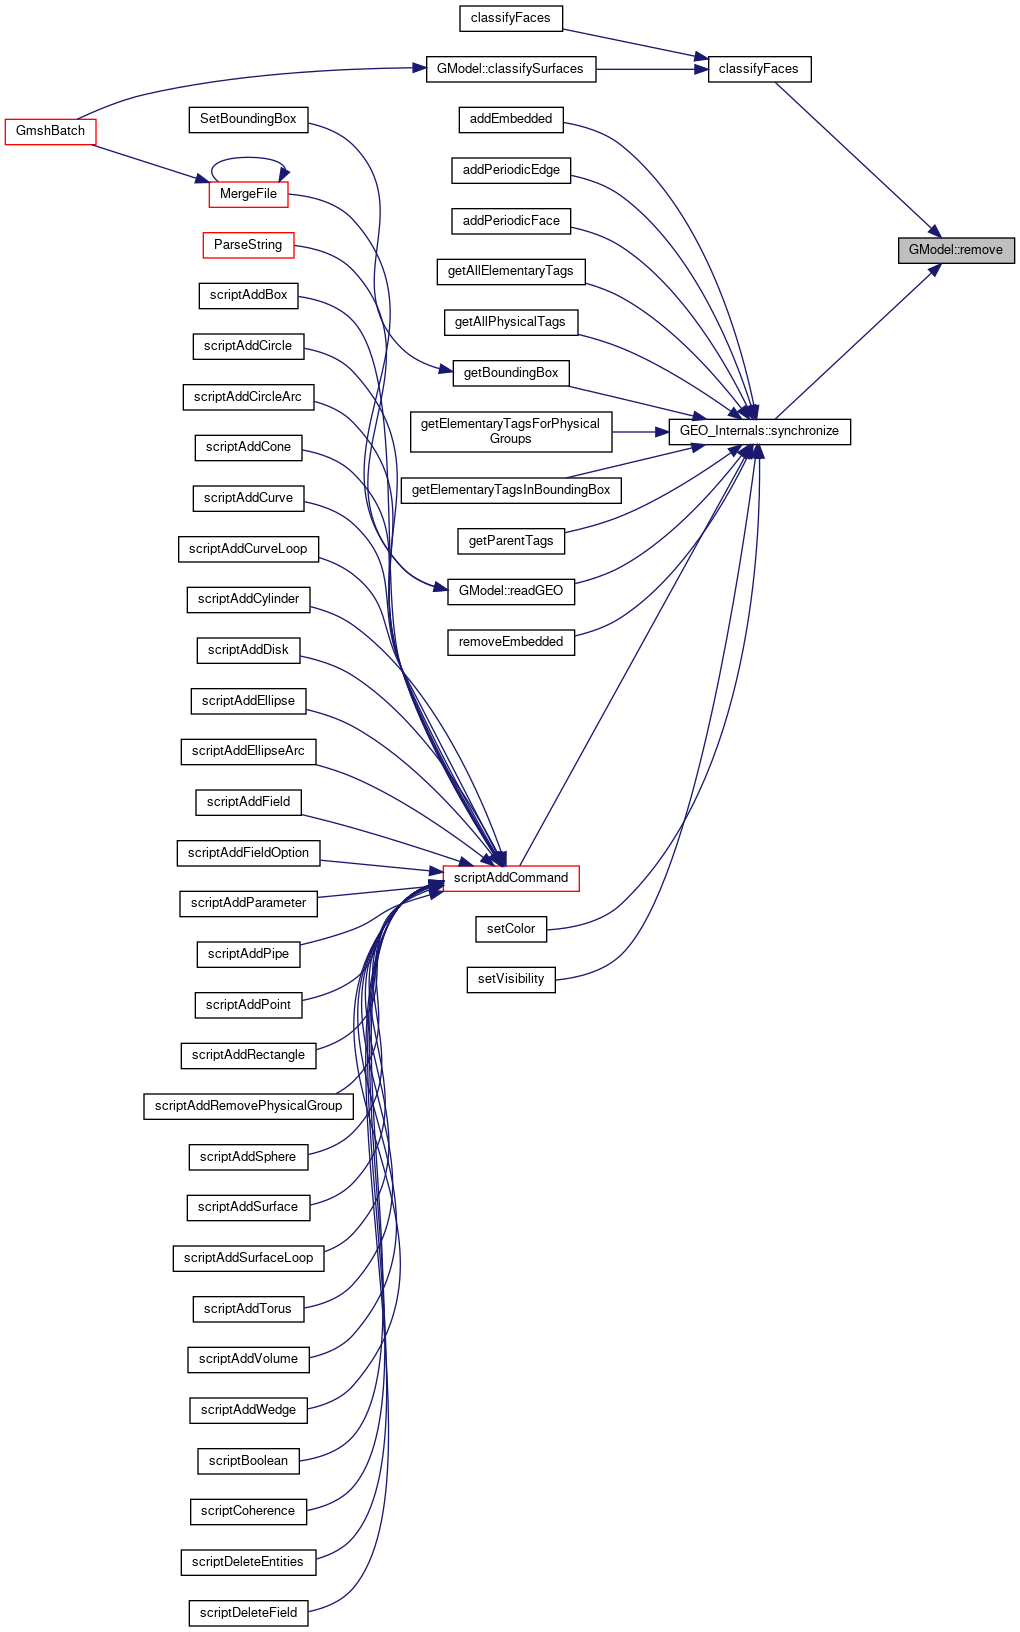 classifyFaces
GModel::classifySurfaces
classifyFaces
GmshBatch
SetBoundingBox
addEmbedded
addPeriodicEdge
MergeFile
addPeriodicFace
ParseString
GModel::remove
getAllElementaryTags
scriptAddBox
getAllPhysicalTags
scriptAddCircle
getBoundingBox
scriptAddCircleArc
getElementaryTagsForPhysical
Groups
GEO_Internals::synchronize
scriptAddCone
getElementaryTagsInBoundingBox
scriptAddCurve
getParentTags
scriptAddCurveLoop
GModel::readGEO
scriptAddCylinder
removeEmbedded
scriptAddDisk
scriptAddEllipse
scriptAddEllipseArc
scriptAddField
scriptAddFieldOption
scriptAddCommand
scriptAddParameter
setColor
scriptAddPipe
setVisibility
scriptAddPoint
scriptAddRectangle
scriptAddRemovePhysicalGroup
scriptAddSphere
scriptAddSurface
scriptAddSurfaceLoop
scriptAddTorus
scriptAddVolume
scriptAddWedge
scriptBoolean
scriptCoherence
scriptDeleteEntities
scriptDeleteField